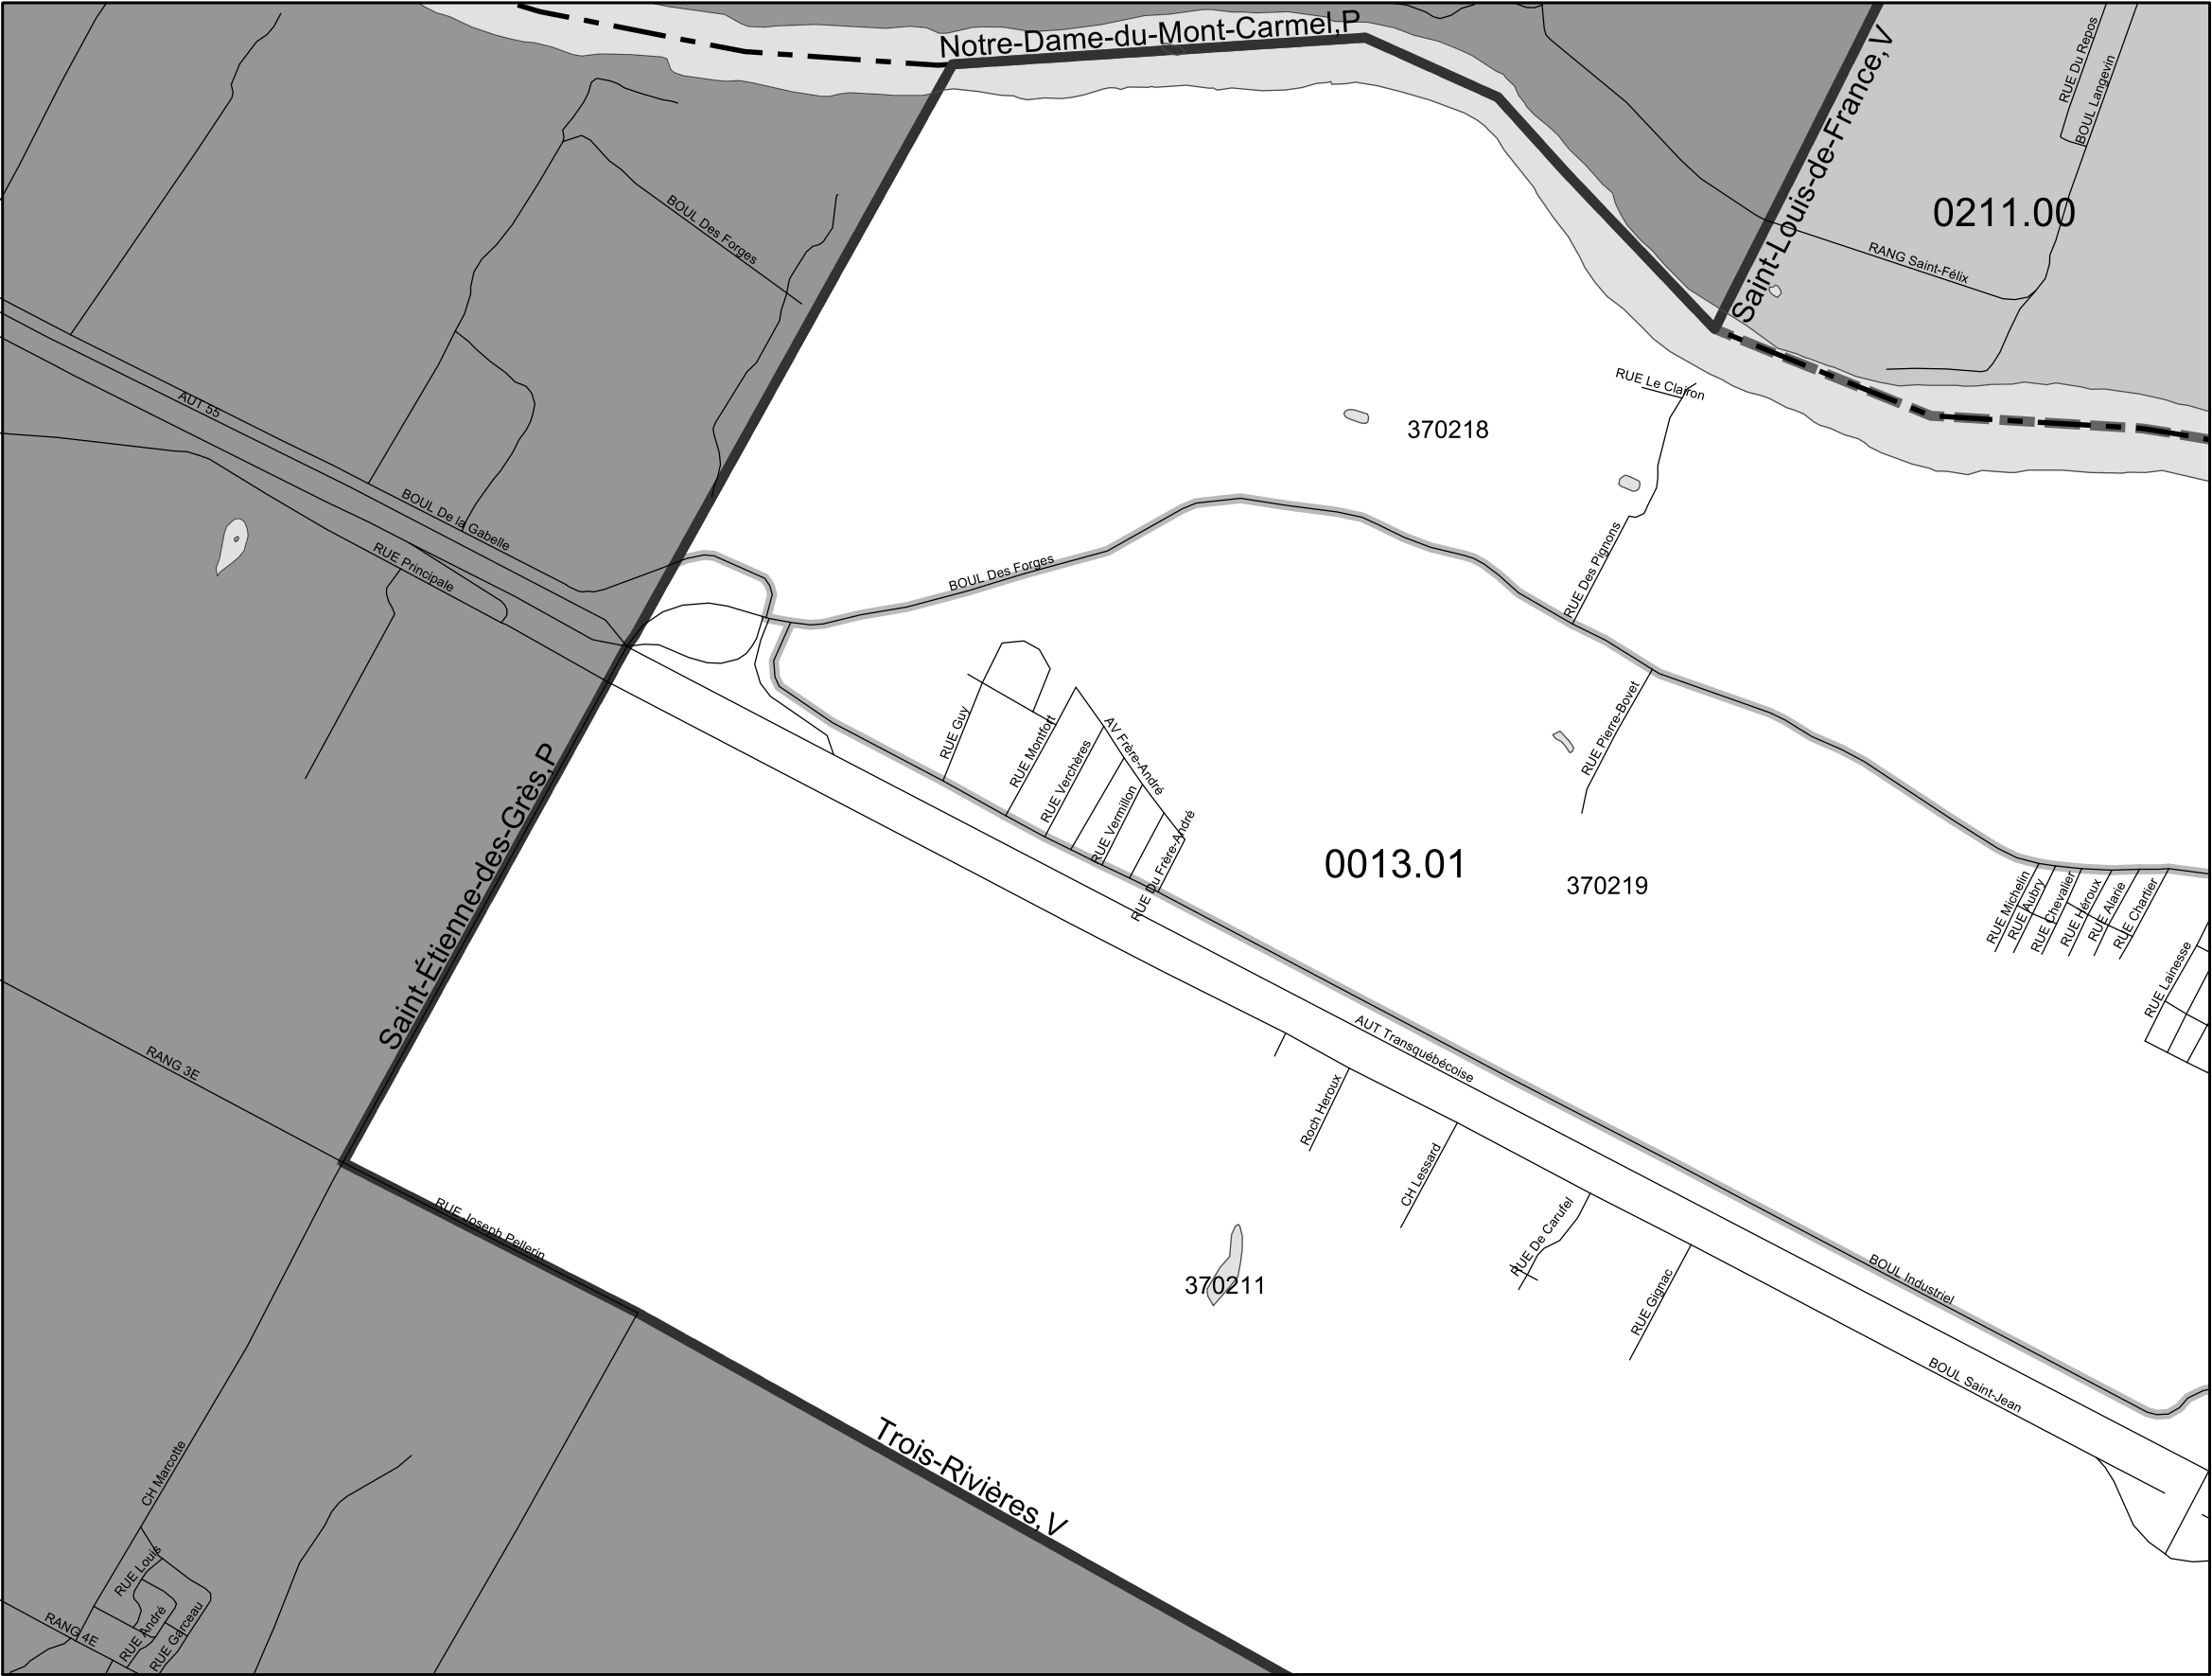 Notre-Dame-du-Mont-Carmel,P
Saint-Louis-de-France,V
RUE Du Repos
BOUL Langevin
0211.00
RANG Saint-Félix
BOUL Des Forges
AUT 55
RUE Le Clairon
370218
BOUL De la Gabelle
RUE Principale
BOUL Des Forges
RUE Des Pignons
RUE Pierre-Bovet
RUE Guy
RUE Montfort
RUE Verchères
AV Frère-André
RUE Vermillon
RUE Du Frère-André
0013.01
370219
RUE Michelin
RUE Aubry
RUE Chevalier
RUE Héroux
RUE Alarie
RUE Chartier
RUE Lainesse
Saint-Étienne-des-Grès,P
RANG 3E
AUT Transquébécoise
Roch Heroux
CH Lessard
RUE De Carufel
RUE Gignac
BOUL Industriel
BOUL Saint-Jean
RUE Joseph Pellerin
370211
Trois-Rivières,V
CH Marcotte
RUE Louis
RUE André
RUE Garceau
RANG 4E